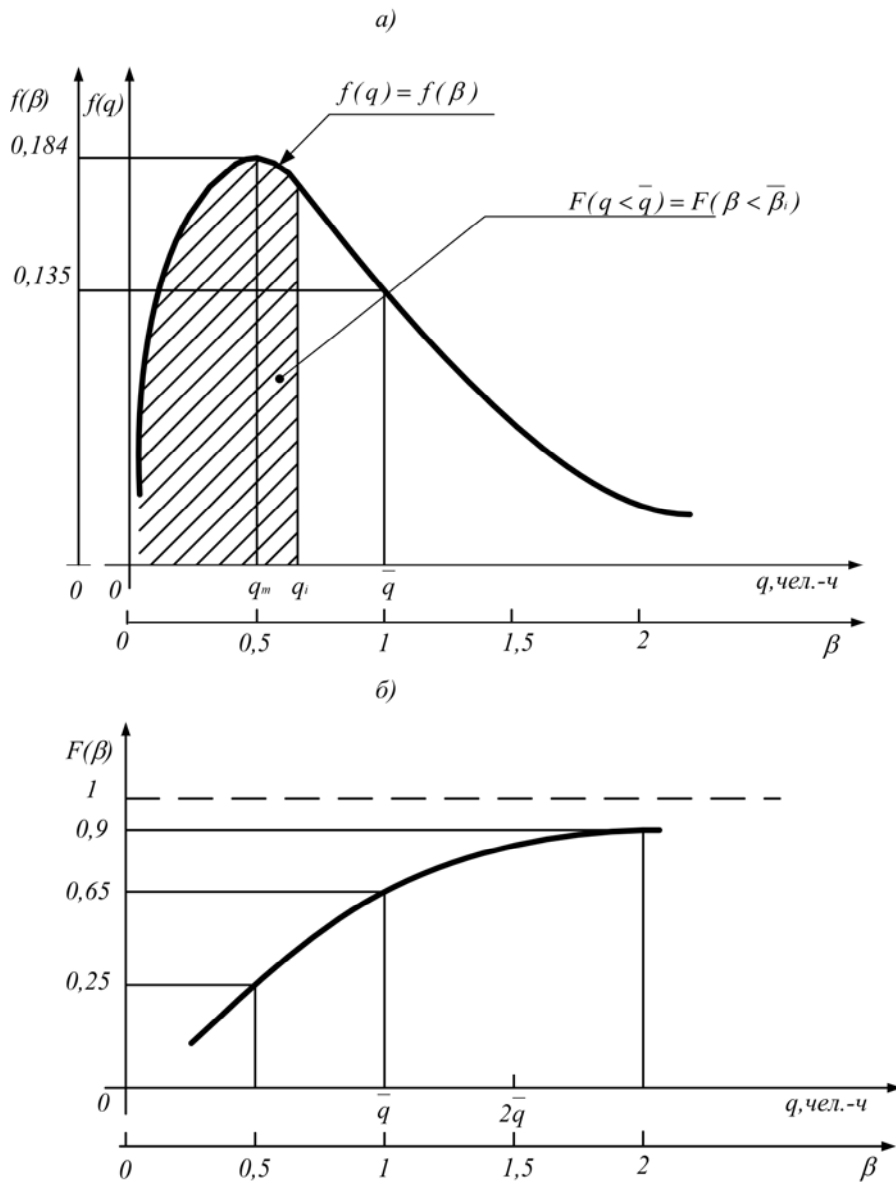 а)
f(β) f(q)
f(q) = f(β)
0,184
F(q < q̅) = F(β < β̅ᵢ)
0,135
0 0 qₘ qᵢ q̅ q,чел.-ч
0 0,5 1 1,5 2 β
б)
F(β)
1
0,9
0,65
0,25
0 q̅ 2q̅ q,чел.-ч
0 0,5 1 1,5 2 β